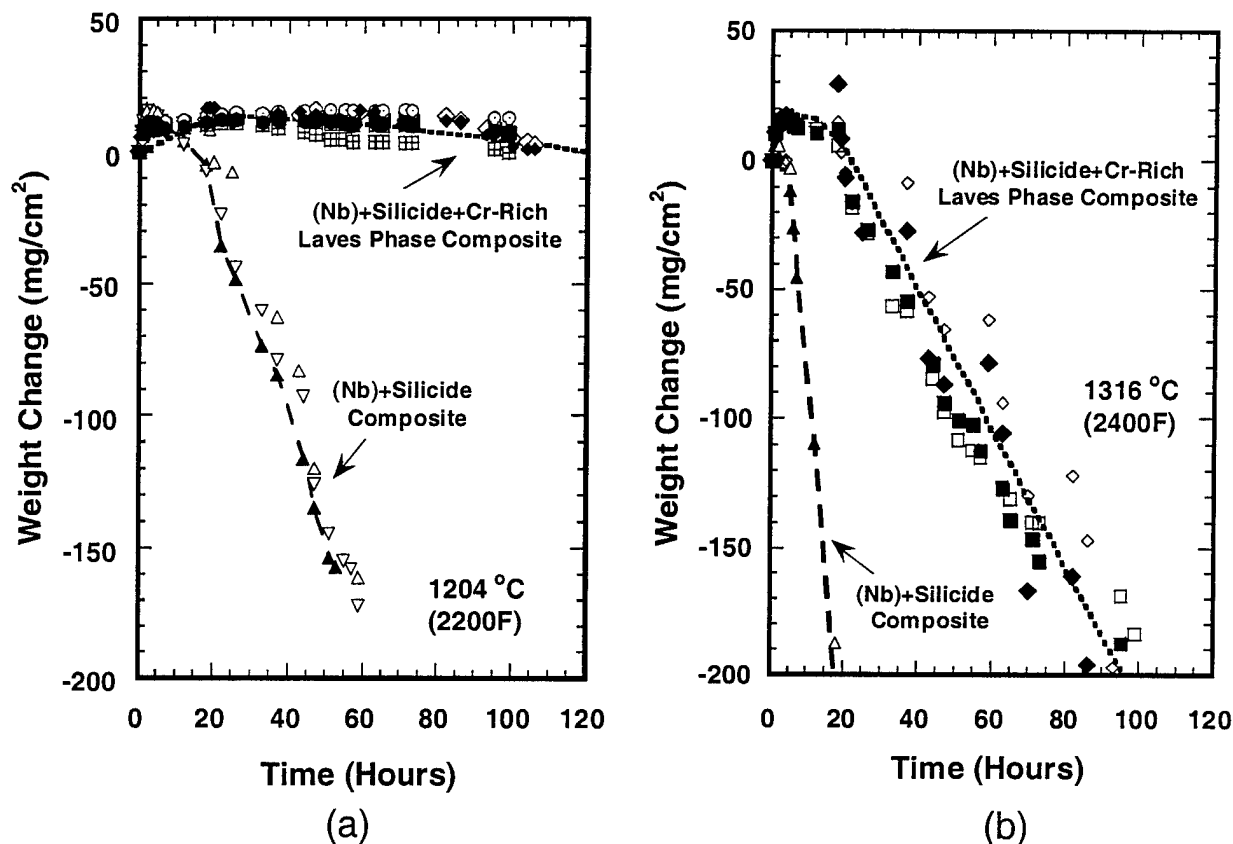 50
0
-50
-100
-150
-200
Weight Change (mg/cm²)
(Nb)+Silicide+Cr-Rich
Laves Phase Composite
(Nb)+Silicide
Composite
1204 °C
(2200F)
0 20 40 60 80 100 120
Time (Hours)
(a)
50
0
-50
-100
-150
-200
Weight Change (mg/cm²)
(Nb)+Silicide+Cr-Rich
Laves Phase Composite
1316 °C
(2400F)
(Nb)+Silicide
Composite
0 20 40 60 80 100 120
Time (Hours)
(b)